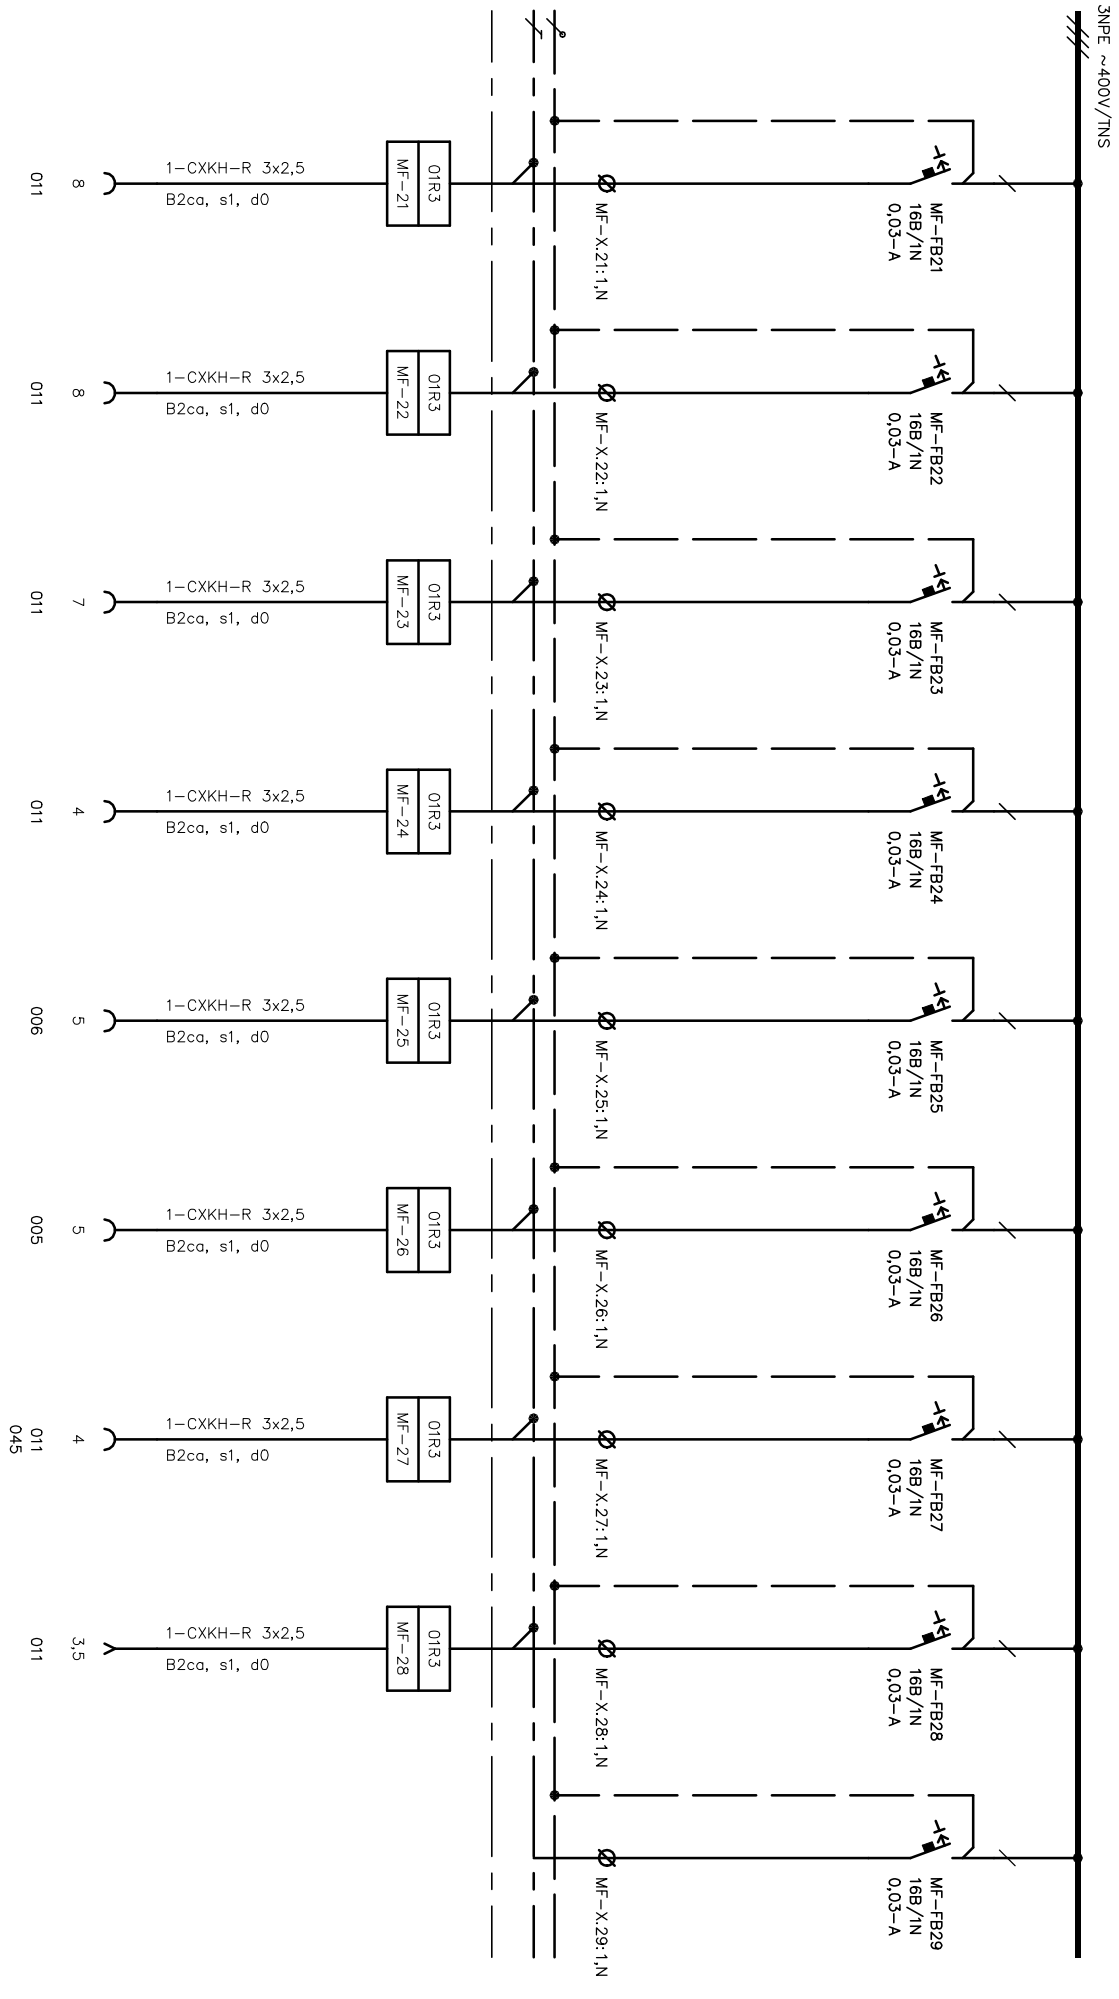 3NPE ~400V/TNS
MF-FB21
16B/1N
0,03-A
MF-X.21:1,N
01R3
MF-21
1-CXKH-R 3x2,5
B2ca, s1, d0
8
011
MF-FB22
16B/1N
0,03-A
MF-X.22:1,N
01R3
MF-22
1-CXKH-R 3x2,5
B2ca, s1, d0
8
011
MF-FB23
16B/1N
0,03-A
MF-X.23:1,N
01R3
MF-23
1-CXKH-R 3x2,5
B2ca, s1, d0
7
011
MF-FB24
16B/1N
0,03-A
MF-X.24:1,N
01R3
MF-24
1-CXKH-R 3x2,5
B2ca, s1, d0
4
011
MF-FB25
16B/1N
0,03-A
MF-X.25:1,N
01R3
MF-25
1-CXKH-R 3x2,5
B2ca, s1, d0
5
006
MF-FB26
16B/1N
0,03-A
MF-X.26:1,N
01R3
MF-26
1-CXKH-R 3x2,5
B2ca, s1, d0
5
005
MF-FB27
16B/1N
0,03-A
MF-X.27:1,N
01R3
MF-27
1-CXKH-R 3x2,5
B2ca, s1, d0
4
011
045
MF-FB28
16B/1N
0,03-A
MF-X.28:1,N
01R3
MF-28
1-CXKH-R 3x2,5
B2ca, s1, d0
3,5
011
MF-FB29
16B/1N
0,03-A
MF-X.29:1,N